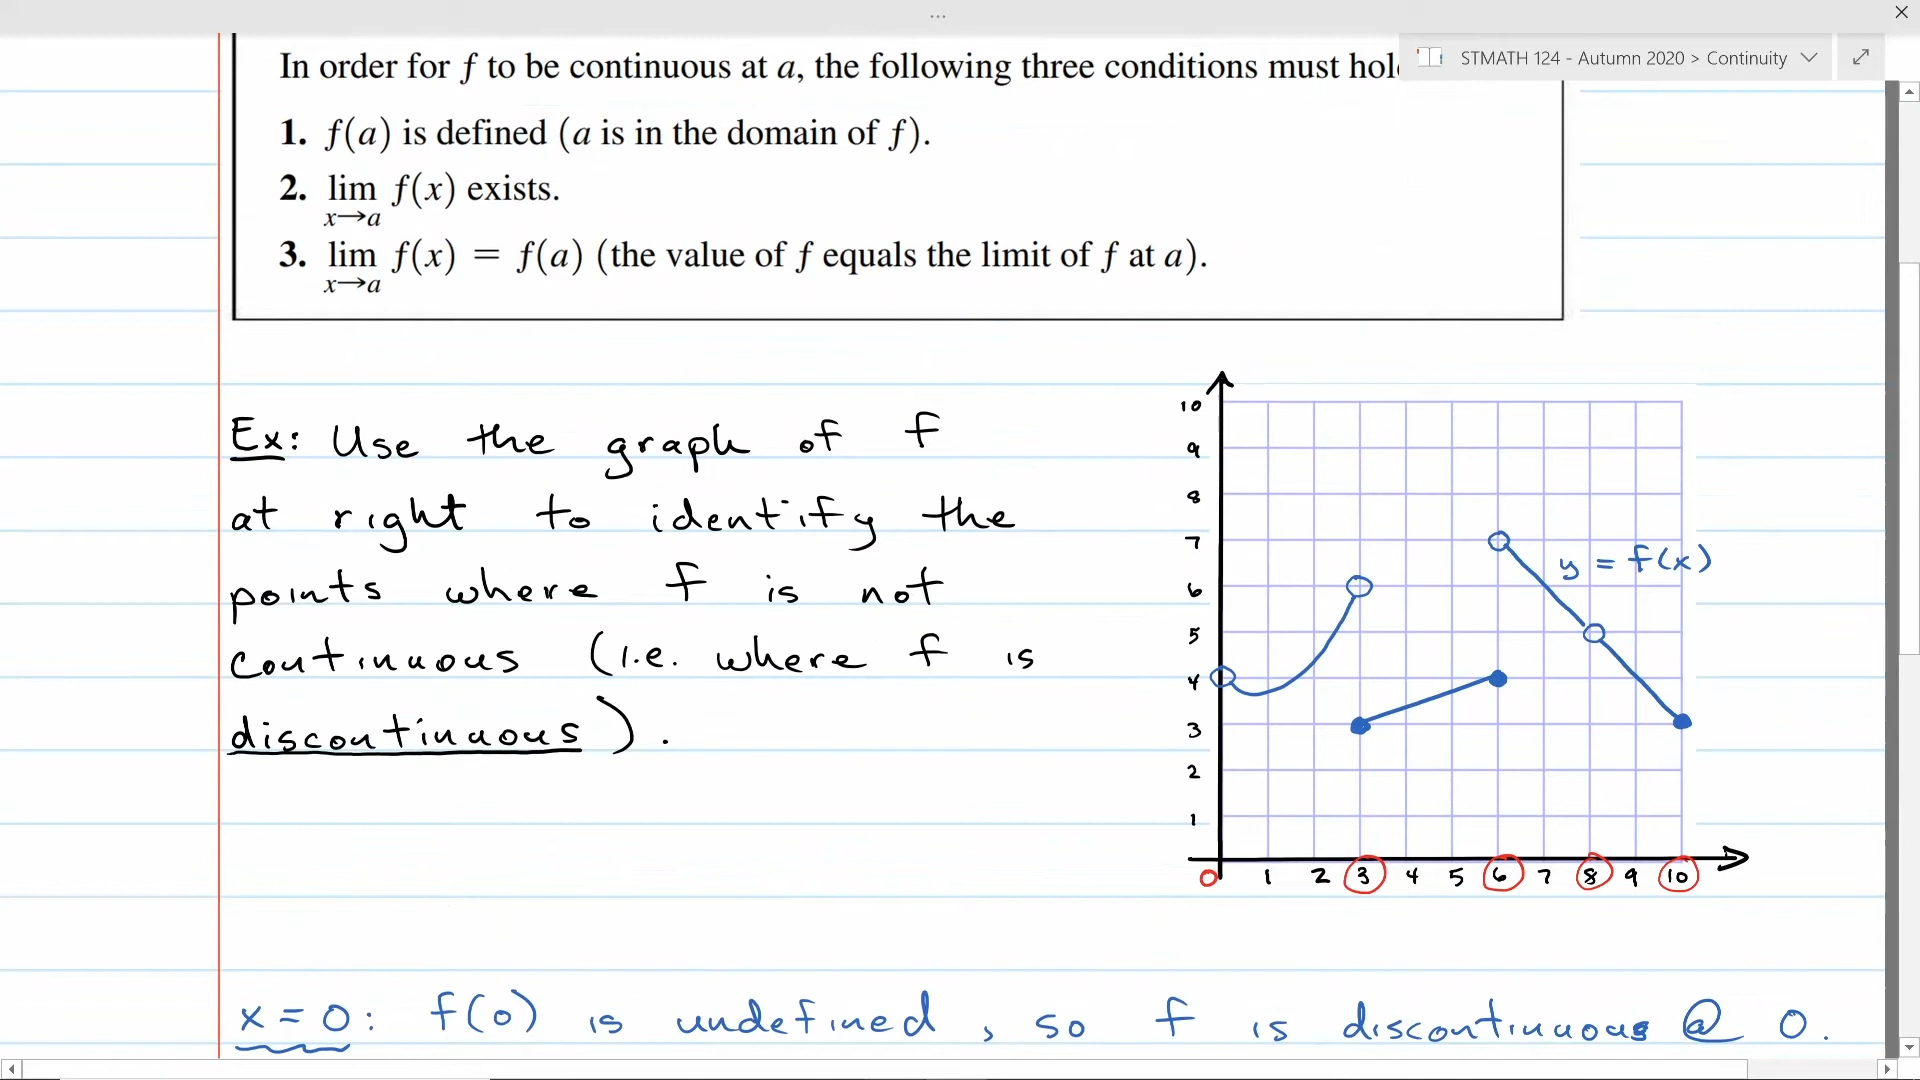 ...
STMATH 124 - Autumn 2020 > Continuity
In order for f to be continuous at a, the following three conditions must
1. f(a) is defined (a is in the domain of f).
2. lim f(x) exists.
x→a
3. lim f(x) = f(a) (the value of f equals the limit of f at a).
x→a
Ex: Use the graph of f
at right to identify the
points where f is not
continuous (i.e. where f is
discontinuous).
10
9
8
7
6
5
4
3
2
1
y = f(x)
0 1 2 3 4 5 6 7 8 9 10
x = 0: f(0) is undefined, so f is discontinuous @ 0.